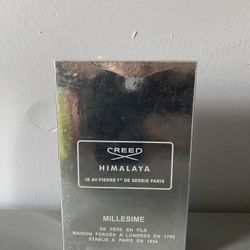 CREED
HIMALAYA
38 AV PIERRE 1er DE SERBIE PARIS
MILLESIME
DE PERE EN FILS
MAISON FONDÉE A LONDRES EN 1760
ETABLIE A PARIS EN 1854